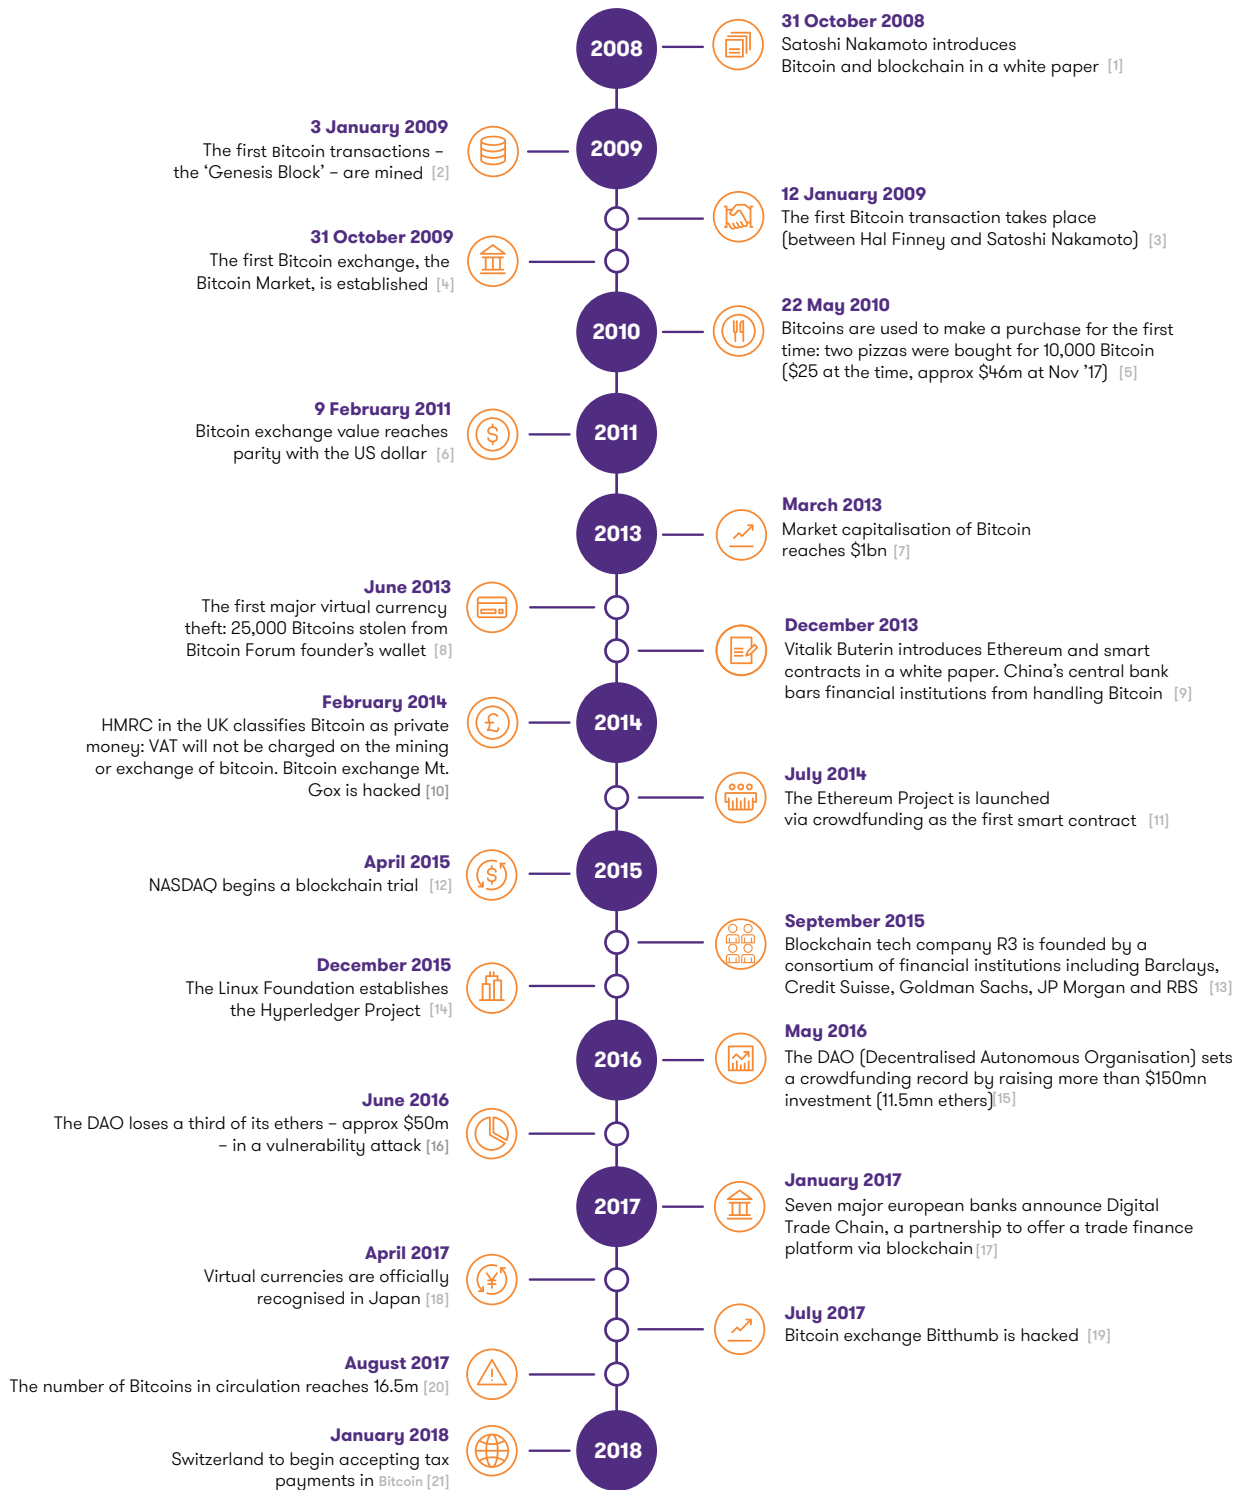 2008
31 October 2008
Satoshi Nakamoto introduces
Bitcoin and blockchain in a white paper [1]
3 January 2009
The first Bitcoin transactions –
the ‘Genesis Block’ – are mined [2]
2009
12 January 2009
The first Bitcoin transaction takes place
(between Hal Finney and Satoshi Nakamoto) [3]
31 October 2009
The first Bitcoin exchange, the
Bitcoin Market, is established [4]
2010
22 May 2010
Bitcoins are used to make a purchase for the first
time: two pizzas were bought for 10,000 Bitcoin
($25 at the time, approx $46m at Nov ’17) [5]
9 February 2011
Bitcoin exchange value reaches
parity with the US dollar [6]
2011
2013
March 2013
Market capitalisation of Bitcoin
reaches $1bn [7]
June 2013
The first major virtual currency
theft: 25,000 Bitcoins stolen from
Bitcoin Forum founder’s wallet [8]
December 2013
Vitalik Buterin introduces Ethereum and smart
contracts in a white paper. China’s central bank
bars financial institutions from handling Bitcoin [9]
February 2014
HMRC in the UK classifies Bitcoin as private
money: VAT will not be charged on the mining
or exchange of bitcoin. Bitcoin exchange Mt.
Gox is hacked [10]
2014
July 2014
The Ethereum Project is launched
via crowdfunding as the first smart contract [11]
April 2015
NASDAQ begins a blockchain trial [12]
2015
September 2015
Blockchain tech company R3 is founded by a
consortium of financial institutions including Barclays,
Credit Suisse, Goldman Sachs, JP Morgan and RBS [13]
December 2015
The Linux Foundation establishes
the Hyperledger Project [14]
2016
May 2016
The DAO (Decentralised Autonomous Organisation) sets
a crowdfunding record by raising more than $150mn
investment (11.5mn ethers)[15]
June 2016
The DAO loses a third of its ethers – approx $50m
– in a vulnerability attack [16]
2017
January 2017
Seven major european banks announce Digital
Trade Chain, a partnership to offer a trade finance
platform via blockchain [17]
April 2017
Virtual currencies are officially
recognised in Japan [18]
July 2017
Bitcoin exchange Bitthumb is hacked [19]
August 2017
The number of Bitcoins in circulation reaches 16.5m [20]
January 2018
Switzerland to begin accepting tax
payments in Bitcoin [21]
2018